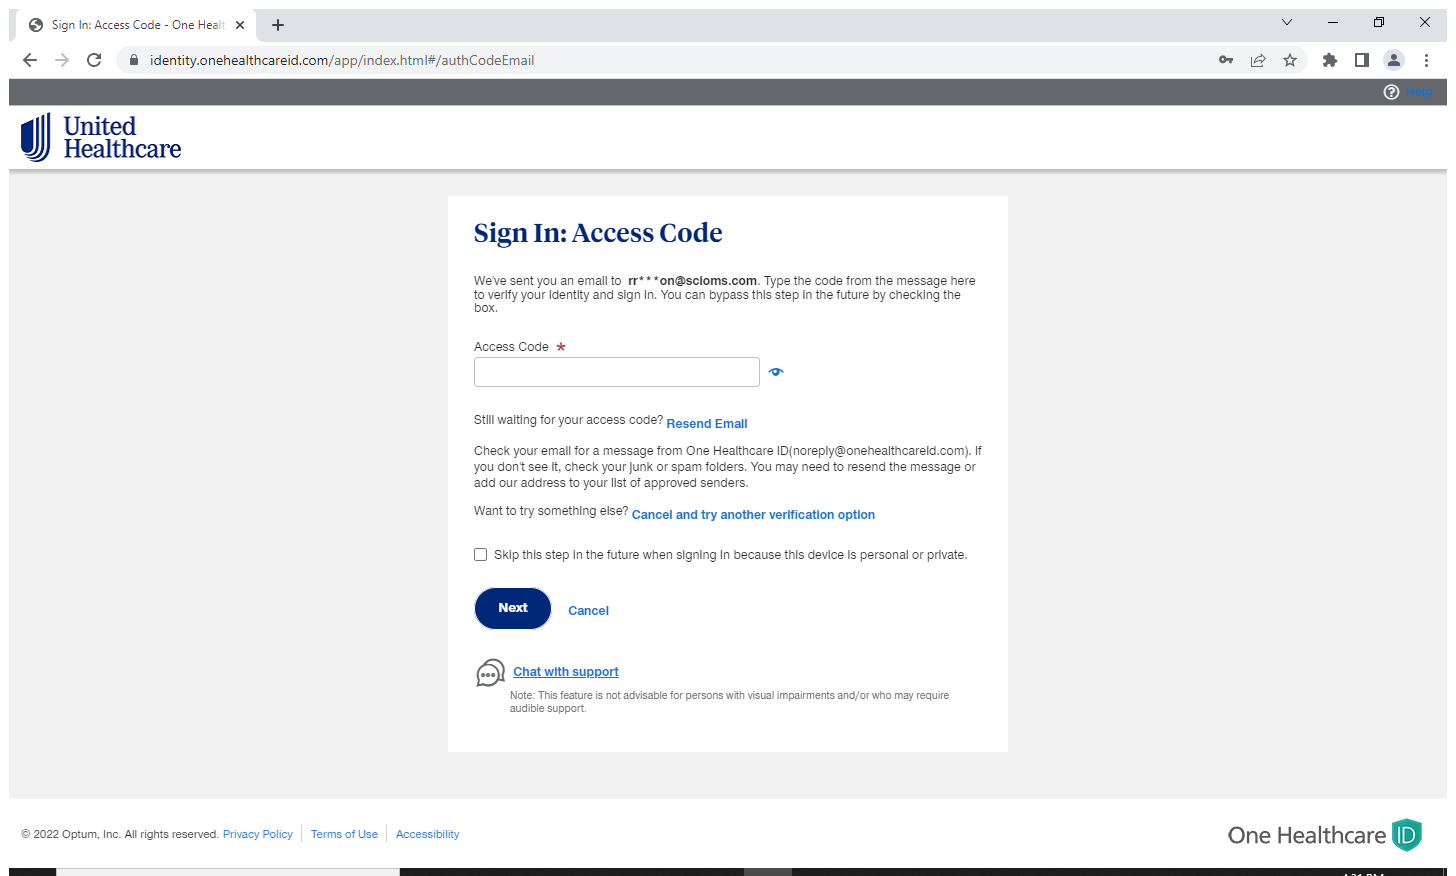 Sign In: Access Code - One Healt
identity.onehealthcareid.com/app/index.html#/authCodeEmail
Help
United
Healthcare
Sign In: Access Code
We've sent you an email to rr***on@scioms.com. Type the code from the message here
to verify your identity and sign in. You can bypass this step in the future by checking the
box.
Access Code *
Still waiting for your access code? Resend Email
Check your email for a message from One Healthcare ID(noreply@onehealthcareid.com). If
you don't see it, check your junk or spam folders. You may need to resend the message or
add our address to your list of approved senders.
Want to try something else? Cancel and try another verification option
Skip this step in the future when signing in because this device is personal or private.
Next Cancel
Chat with support
Note: This feature is not advisable for persons with visual impairments and/or who may require
audible support.
© 2022 Optum, Inc. All rights reserved. Privacy Policy Terms of Use Accessibility
One Healthcare ID